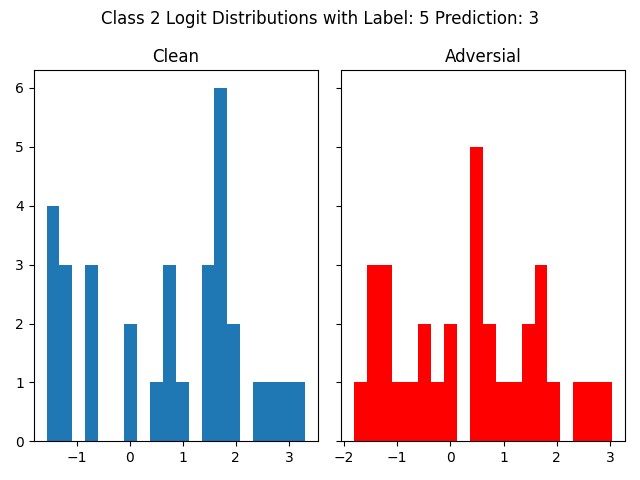 Class 2 Logit Distributions with Label: 5 Prediction: 3
Clean
Adversial
6
5
4
3
2
1
0
−1 0 1 2 3
−2 −1 0 1 2 3